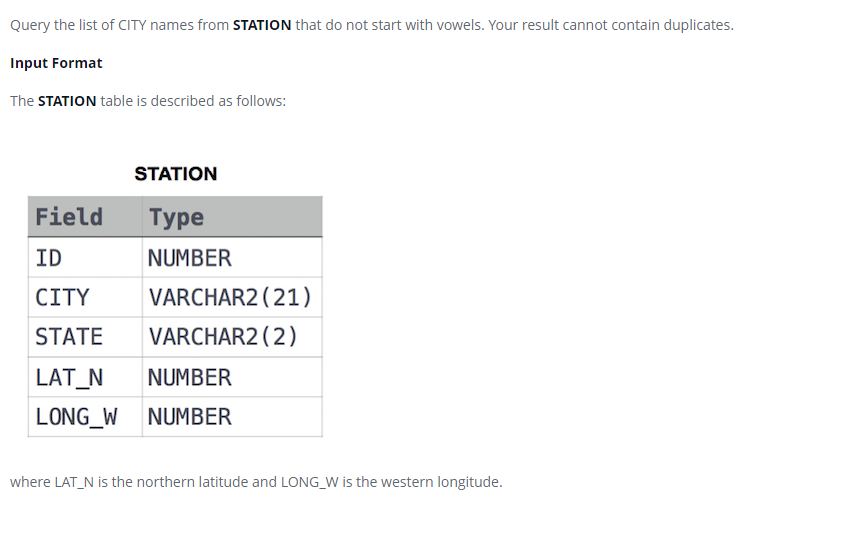 Query the list of CITY names from STATION that do not start with vowels. Your result cannot contain duplicates.
Input Format
The STATION table is described as follows:
STATION
Field Type
ID NUMBER
CITY VARCHAR2(21)
STATE VARCHAR2(2)
LAT_N NUMBER
LONG_W NUMBER
where LAT_N is the northern latitude and LONG_W is the western longitude.